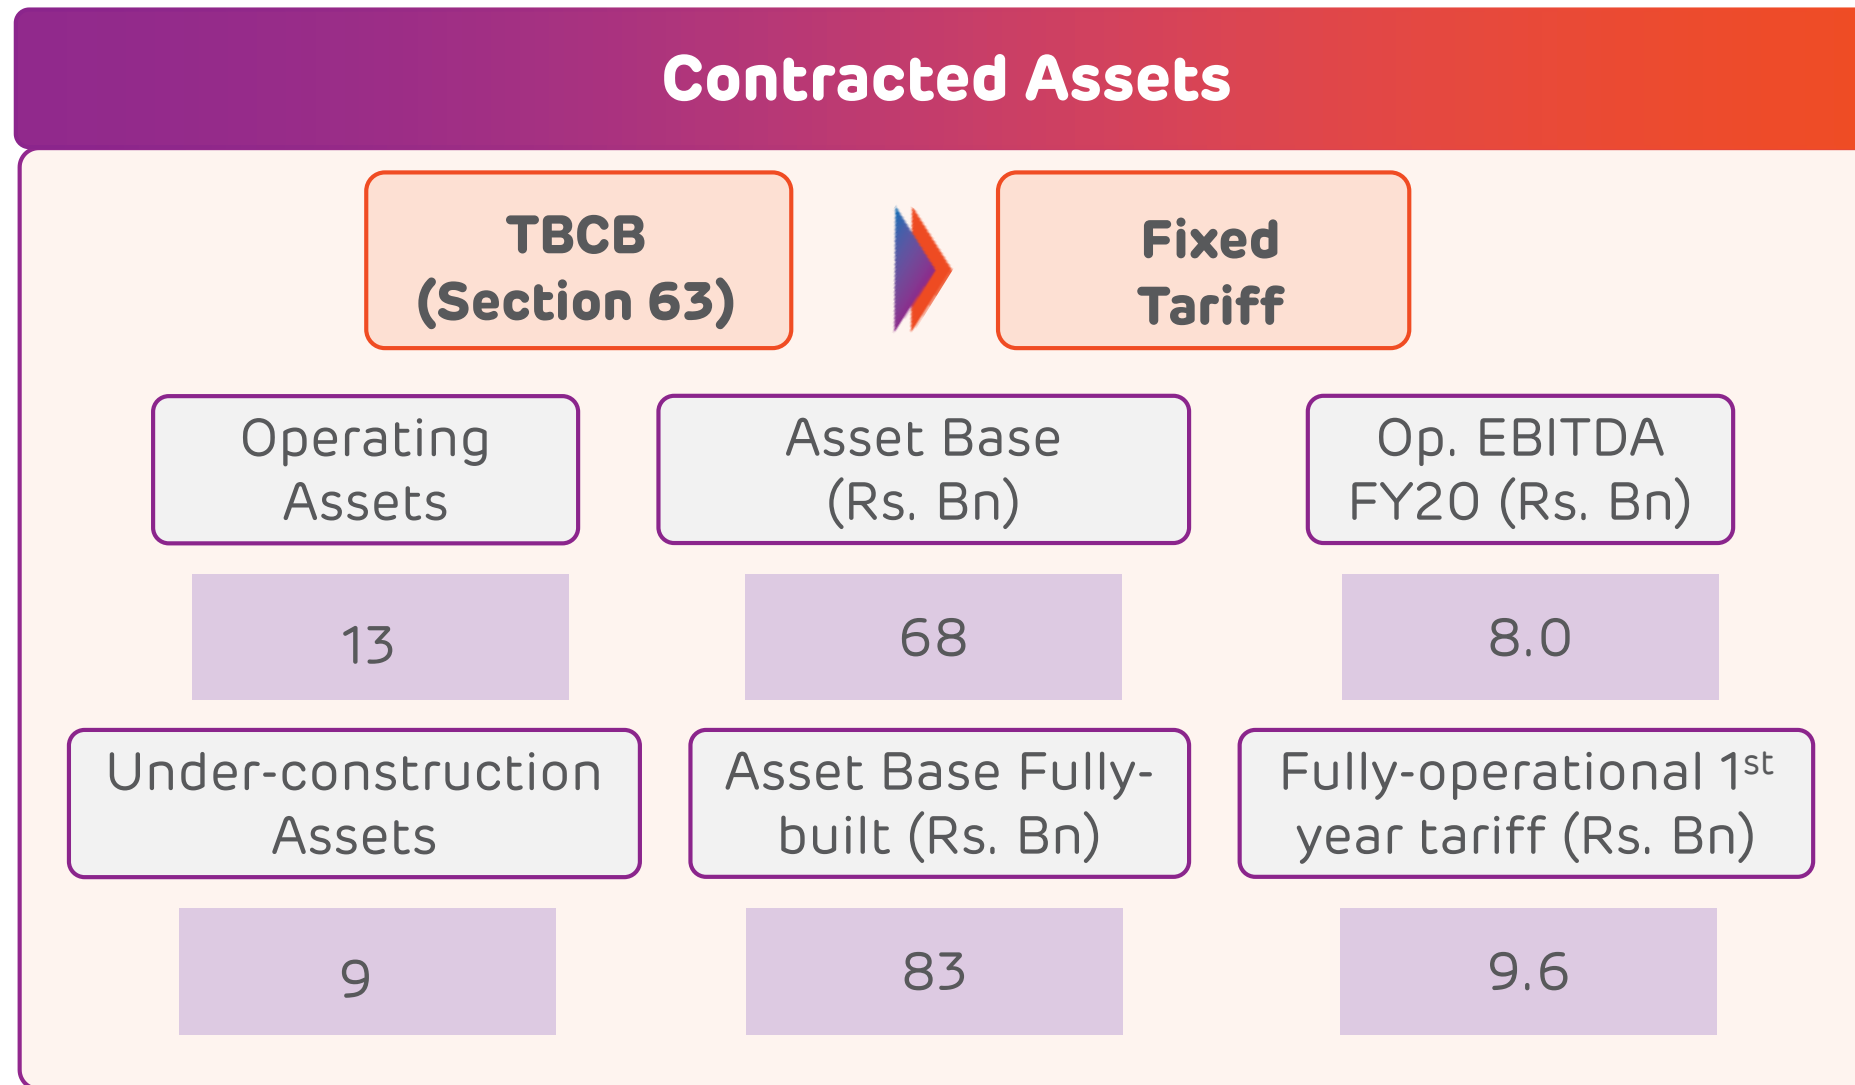 Contracted Assets
TBCB
(Section 63)
Fixed
Tariff
Operating
Assets
Asset Base
(Rs. Bn)
Op. EBITDA
FY20 (Rs. Bn)
13
68
8.0
Under-construction
Assets
Asset Base Fully-
built (Rs. Bn)
Fully-operational 1st
year tariff (Rs. Bn)
9
83
9.6